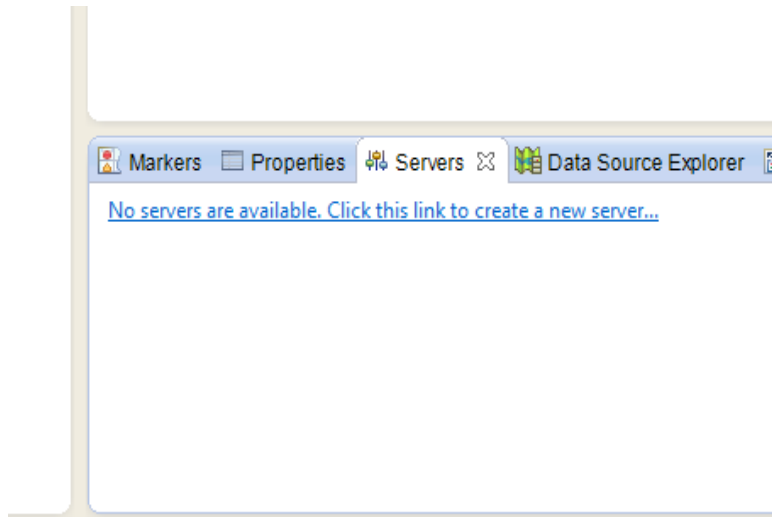 Markers Properties Servers Data Source Explorer
No servers are available. Click this link to create a new server...